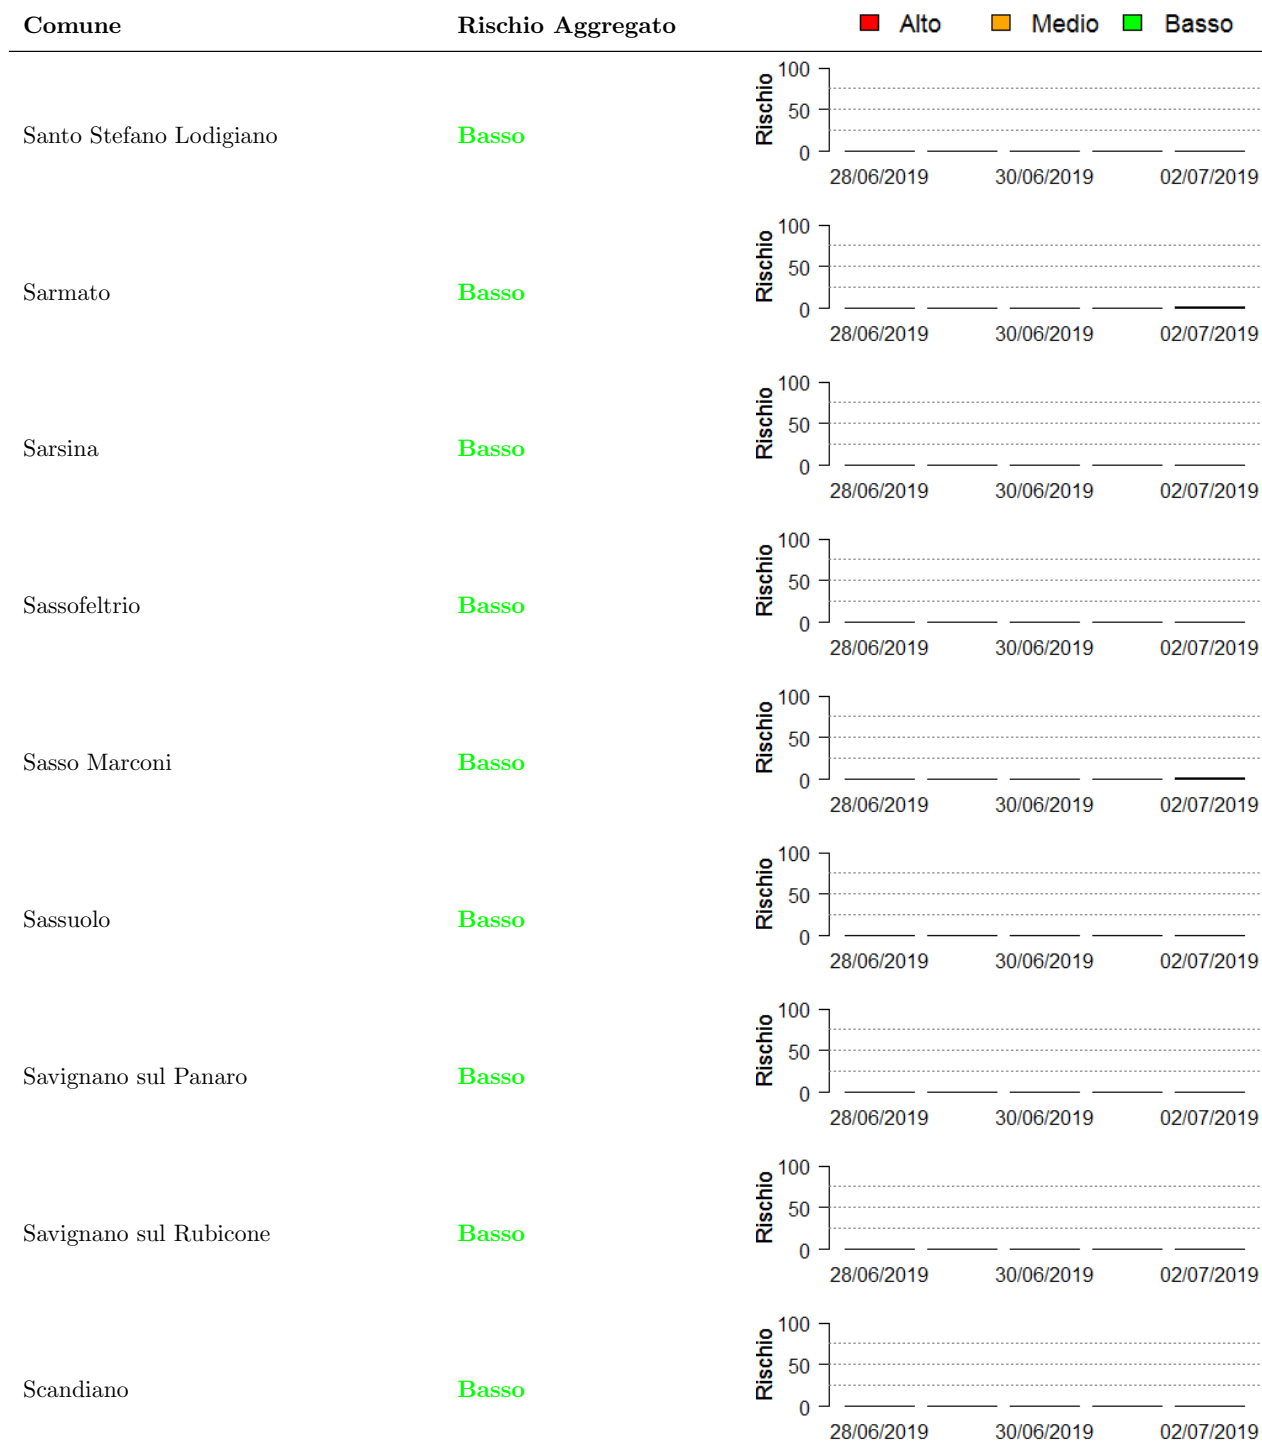 Comune Rischio Aggregato Alto Medio Basso
Santo Stefano Lodigiano Basso Rischio 100 50 0
28/06/2019 30/06/2019 02/07/2019
Sarmato Basso Rischio 100 50 0
28/06/2019 30/06/2019 02/07/2019
Sarsina Basso Rischio 100 50 0
28/06/2019 30/06/2019 02/07/2019
Sassofeltrio Basso Rischio 100 50 0
28/06/2019 30/06/2019 02/07/2019
Sasso Marconi Basso Rischio 100 50 0
28/06/2019 30/06/2019 02/07/2019
Sassuolo Basso Rischio 100 50 0
28/06/2019 30/06/2019 02/07/2019
Savignano sul Panaro Basso Rischio 100 50 0
28/06/2019 30/06/2019 02/07/2019
Savignano sul Rubicone Basso Rischio 100 50 0
28/06/2019 30/06/2019 02/07/2019
Scandiano Basso Rischio 100 50 0
28/06/2019 30/06/2019 02/07/2019